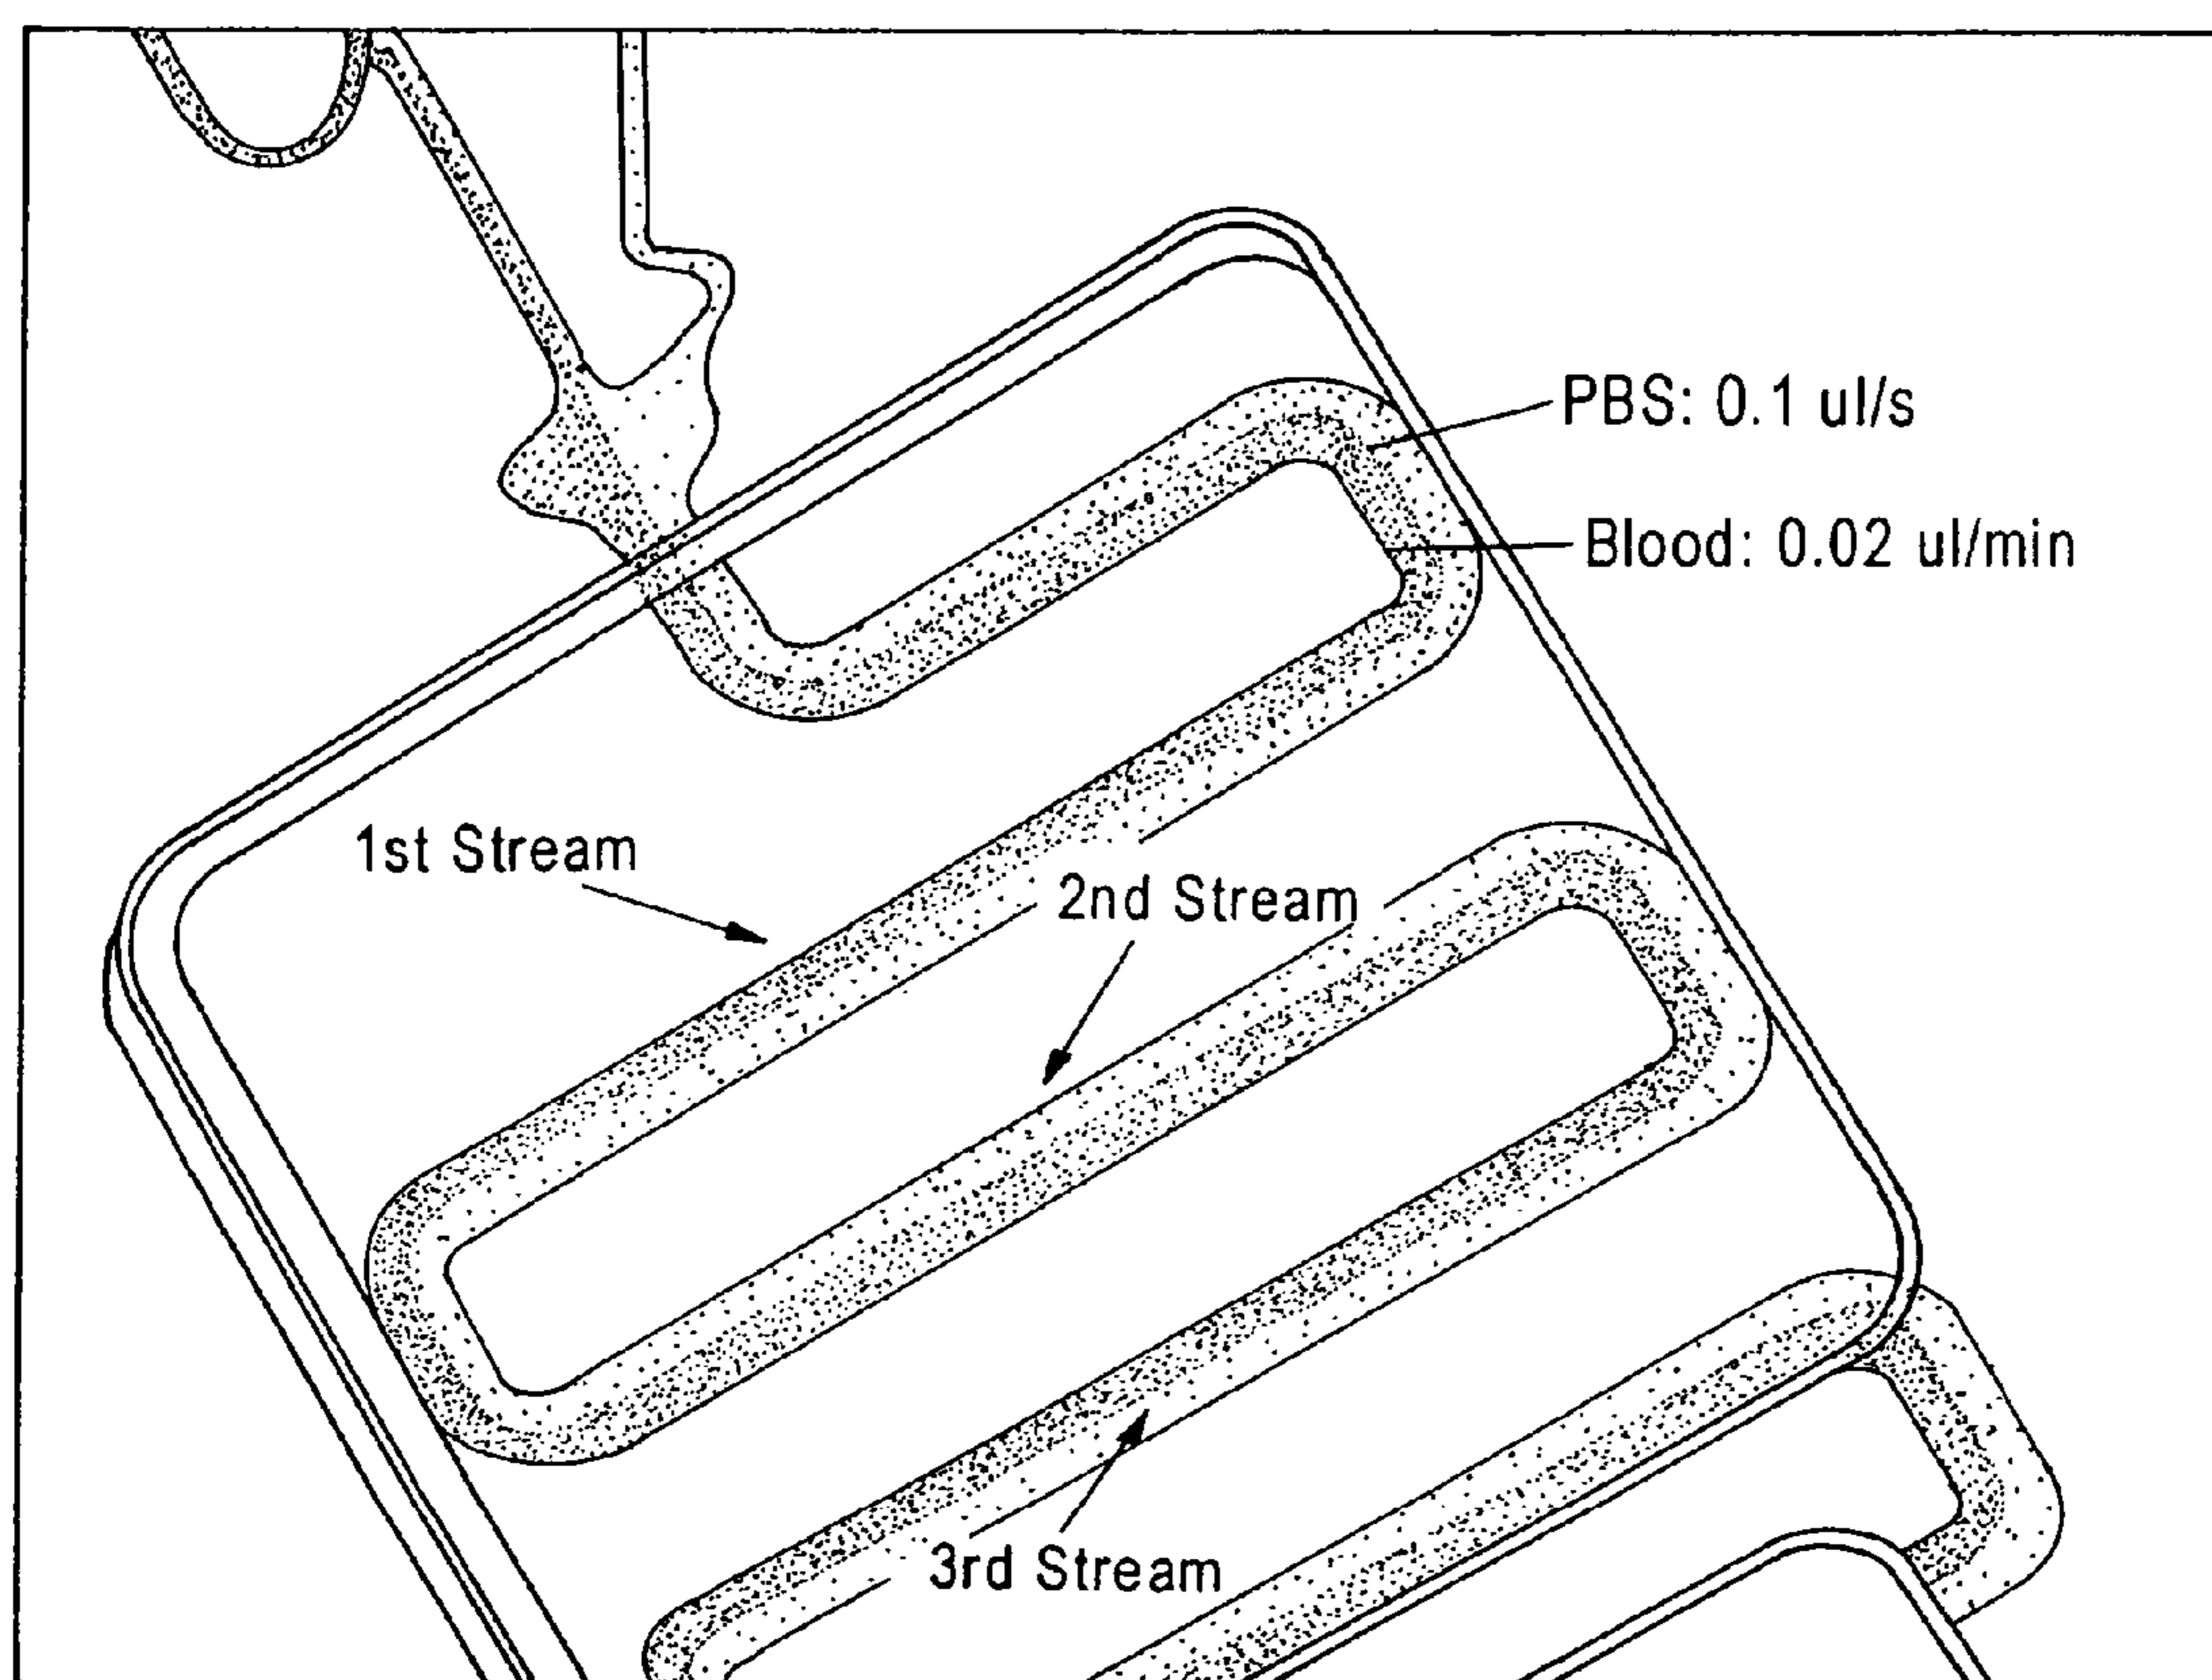 PBS: 0.1 ul/s
Blood: 0.02 ul/min
1st Stream
2nd Stream
3rd Stream